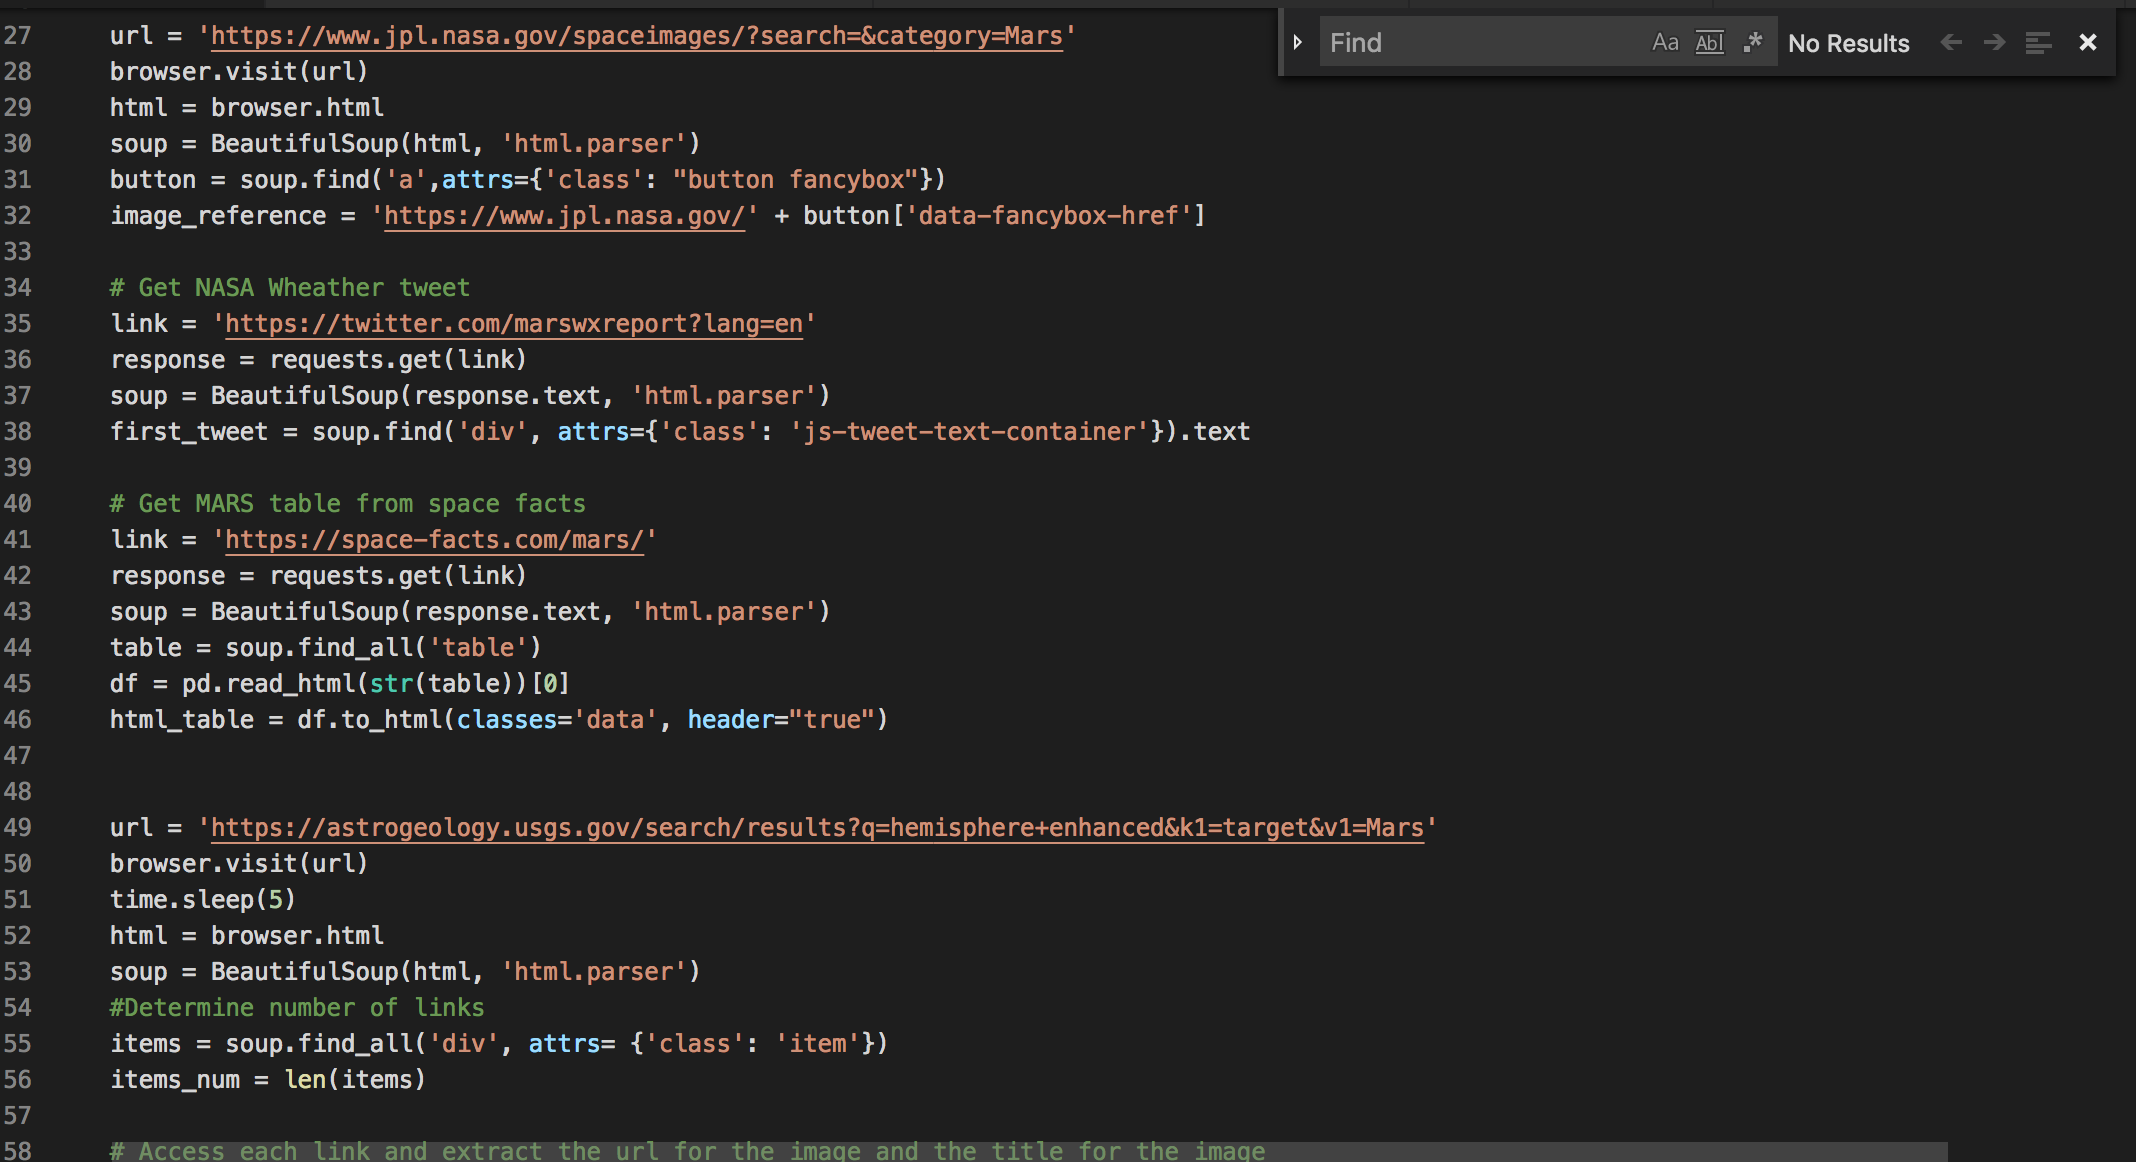 27 url = 'https://www.jpl.nasa.gov/spaceimages/?search=&category=Mars'
Find Aa Abl .* No Results
28 browser.visit(url)
29 html = browser.html
30 soup = BeautifulSoup(html, 'html.parser')
31 button = soup.find('a',attrs={'class': "button fancybox"})
32 image_reference = 'https://www.jpl.nasa.gov/' + button['data-fancybox-href']
33
34 # Get NASA Wheather tweet
35 link = 'https://twitter.com/marswxreport?lang=en'
36 response = requests.get(link)
37 soup = BeautifulSoup(response.text, 'html.parser')
38 first_tweet = soup.find('div', attrs={'class': 'js-tweet-text-container'}).text
39
40 # Get MARS table from space facts
41 link = 'https://space-facts.com/mars/'
42 response = requests.get(link)
43 soup = BeautifulSoup(response.text, 'html.parser')
44 table = soup.find_all('table')
45 df = pd.read_html(str(table))[0]
46 html_table = df.to_html(classes='data', header="true")
47
48
49 url = 'https://astrogeology.usgs.gov/search/results?q=hemisphere+enhanced&k1=target&v1=Mars'
50 browser.visit(url)
51 time.sleep(5)
52 html = browser.html
53 soup = BeautifulSoup(html, 'html.parser')
54 #Determine number of links
55 items = soup.find_all('div', attrs= {'class': 'item'})
56 items_num = len(items)
57
58 # Access each link and extract the url for the image and the title for the image